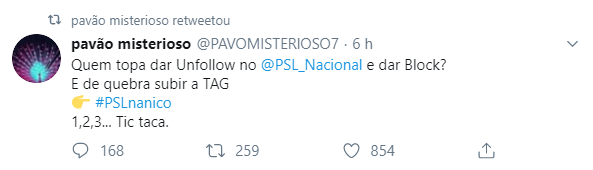 pavão misterioso retweetou
pavão misterioso @PAVOMISTERIOSO7 · 6 h
Quem topa dar Unfollow no @PSL_Nacional e dar Block?
E de quebra subir a TAG
👉 #PSLnanico
1,2,3... Tic taca.
168 259 854